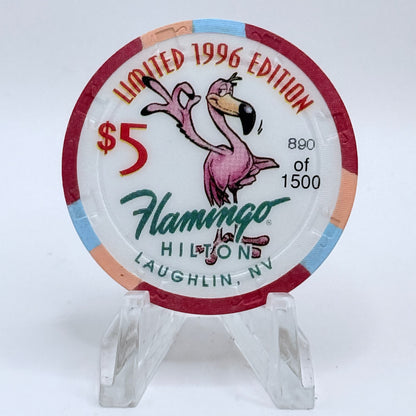 LIMITED 1996 EDITION
$5
890
of
1500
Flamingo®
HILTON
LAUGHLIN, NV